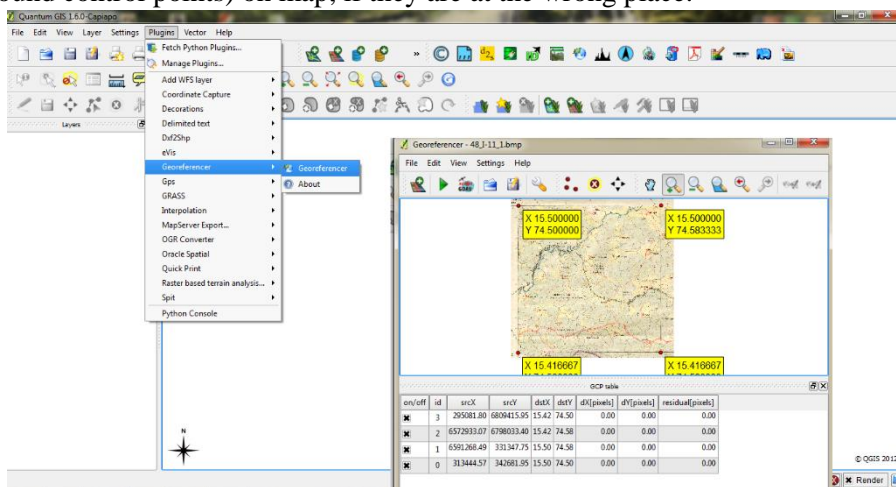 ound control points) on map, if they are at the wrong place.
Quantum GIS 1.6.0-Capiapo
File Edit View Layer Settings Plugins Vector Help
Fetch Python Plugins...
Manage Plugins...
Add WFS layer
Coordinate Capture
Decorations
Delimited text
Dxf2Shp
eVis
Georeferencer
Gps
GRASS
Interpolation
MapServer Export...
OGR Converter
Oracle Spatial
Quick Print
Raster based terrain analysis...
Spit
Python Console
Georeferencer
About
Layers
Georeferencer - 48_I-11_1.bmp
File Edit View Settings Help
X 15.500000
Y 74.500000
X 15.500000
Y 74.583333
X 15.416667
X 15.416667
GCP table
on/off id srcX srcY dstX dstY dX[pixels] dY[pixels] residual[pixels]
3 295081.80 6809415.95 15.42 74.50 0.00 0.00 0.00
2 6572933.07 6798033.40 15.42 74.58 0.00 0.00 0.00
1 6591268.49 331347.75 15.50 74.58 0.00 0.00 0.00
0 313444.57 342681.95 15.50 74.50 0.00 0.00 0.00
N
© QGIS 2012
Render